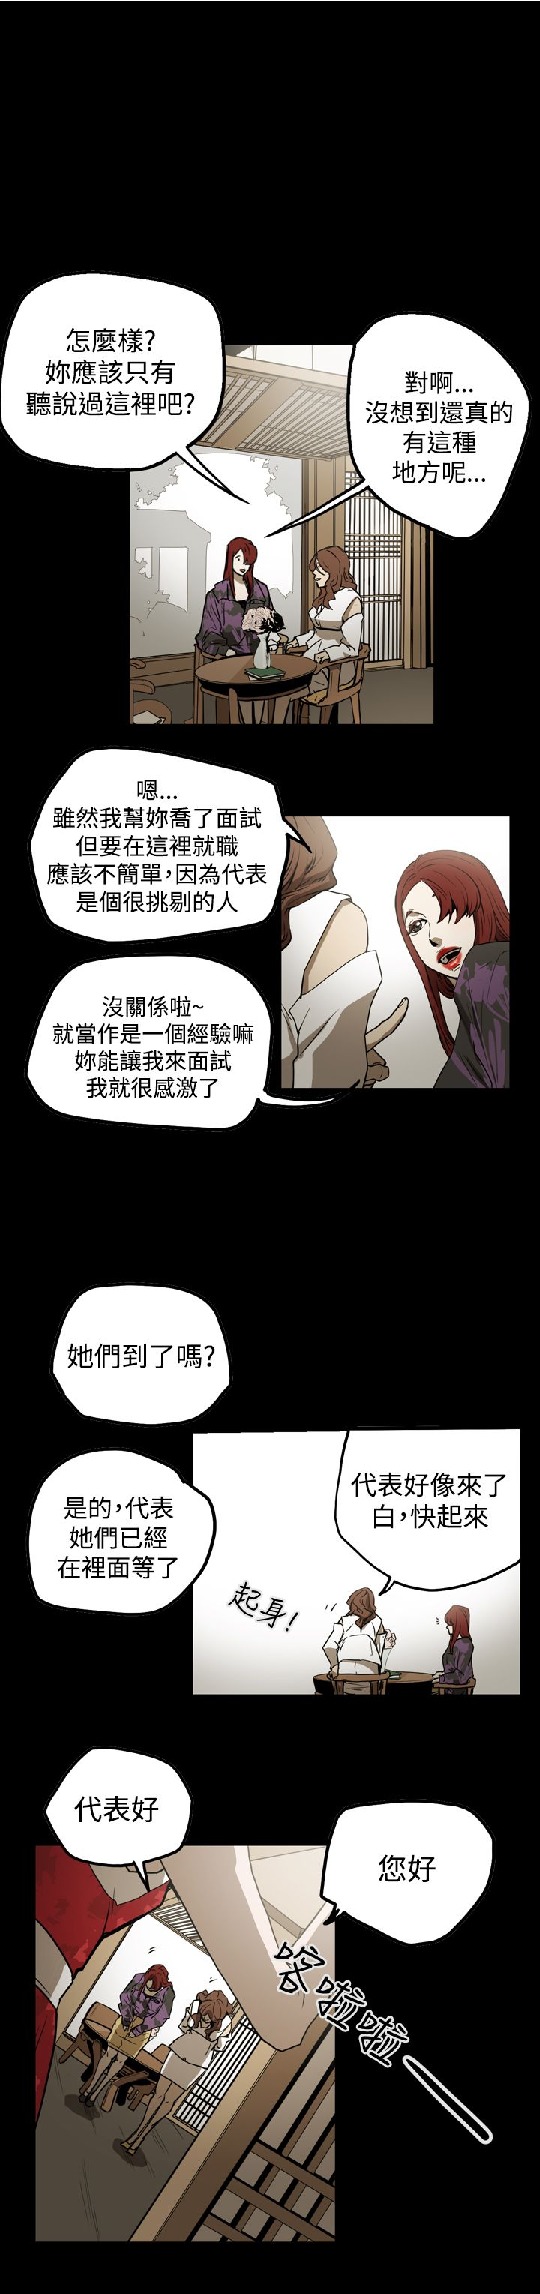 怎麼樣?
妳應該只有
聽說過這裡吧?
對啊...
沒想到還真的
有這種
地方呢...
嗯...
雖然我幫妳喬了面試
但要在這裡就職
應該不簡單,因為代表
是個很挑剔的人
沒關係啦~
就當作是一個經驗嘛
妳能讓我來面試
我就很感激了
她們到了嗎?
是的,代表
她們已經
在裡面等了
代表好像來了
白,快起來
起身!
代表好
您好
喀啦啦